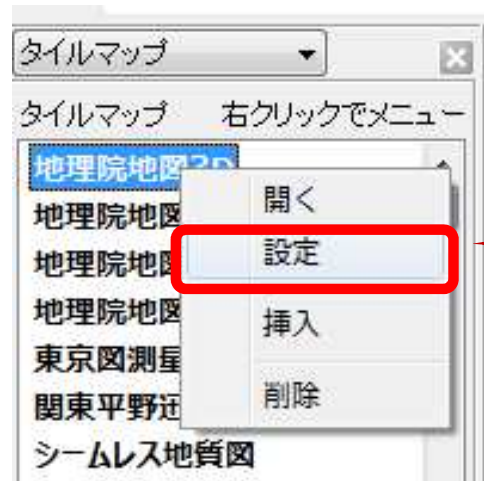 タイルマップ
タイルマップ 右クリックでメニュー
地理院地図3D
地理院地図
地理院地図
地理院地図
東京図測量
関東平野迅
シームレス地質図
開く
設定
挿入
削除